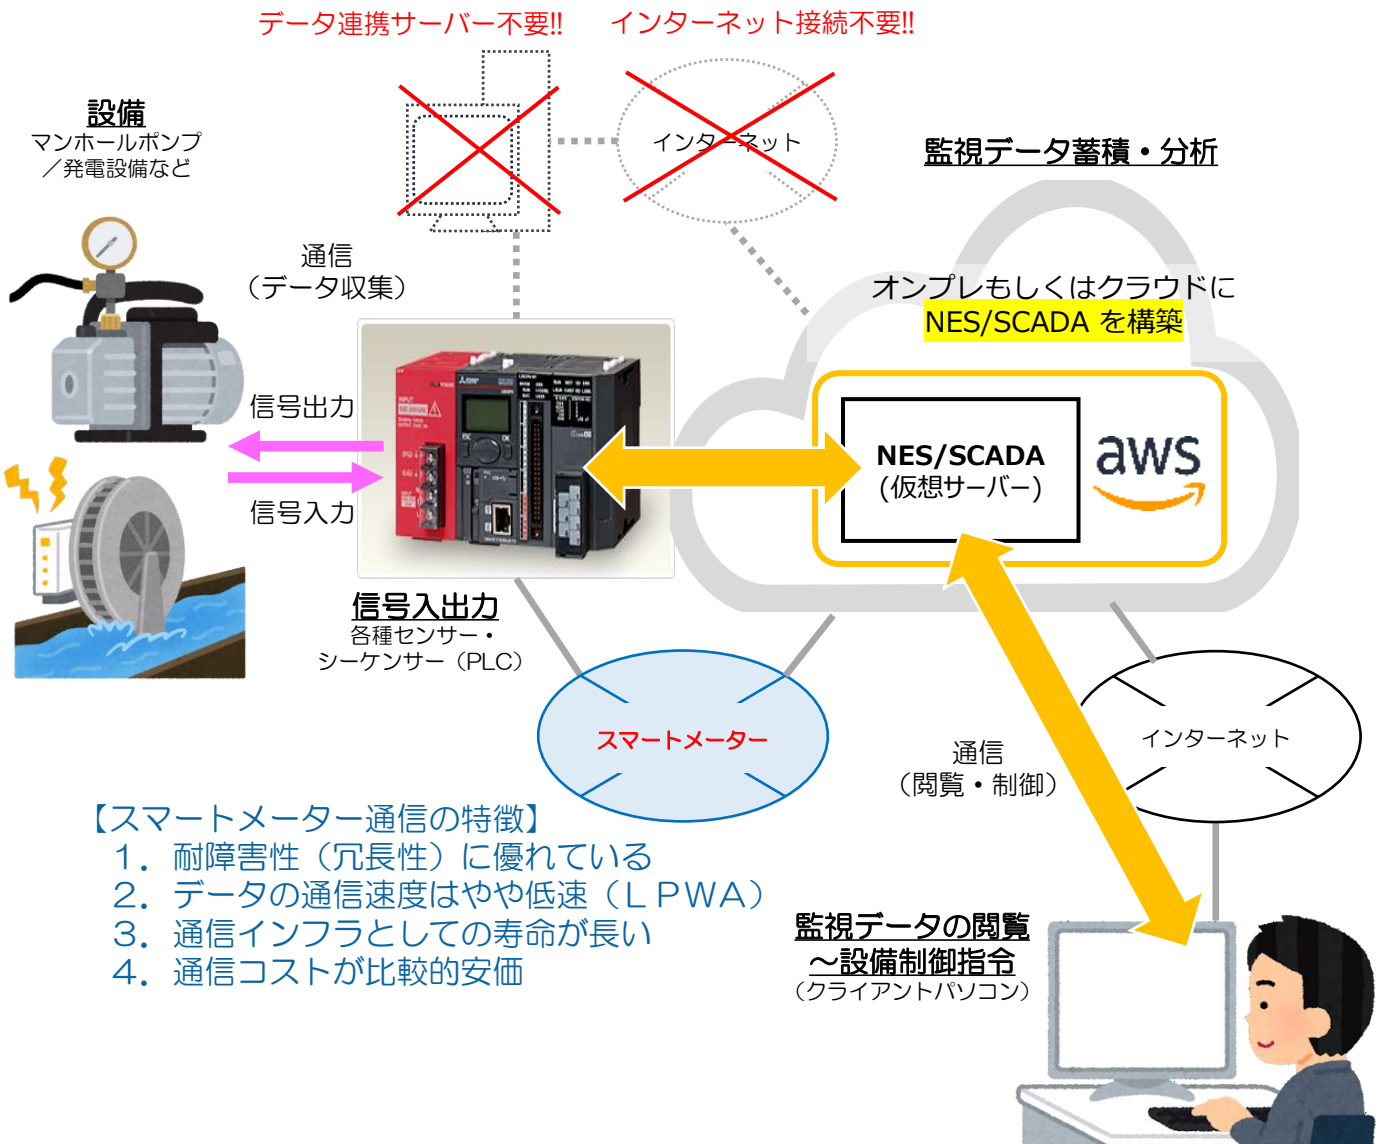 データ連携サーバー不要!!
インターネット接続不要!!
設備
マンホールポンプ
／発電設備など
インターネット
監視データ蓄積・分析
通信
（データ収集）
オンプレもしくはクラウドに
NES/SCADA を構築
信号出力
信号入力
NES/SCADA
(仮想サーバー)
aws
信号入出力
各種センサー・
シーケンサー（PLC）
スマートメーター
インターネット
通信
（閲覧・制御）
【スマートメーター通信の特徴】
１．耐障害性（冗長性）に優れている
２．データの通信速度はやや低速（ＬＰＷＡ）
３．通信インフラとしての寿命が長い
４．通信コストが比較的安価
監視データの閲覧
～設備制御指令
（クライアントパソコン）